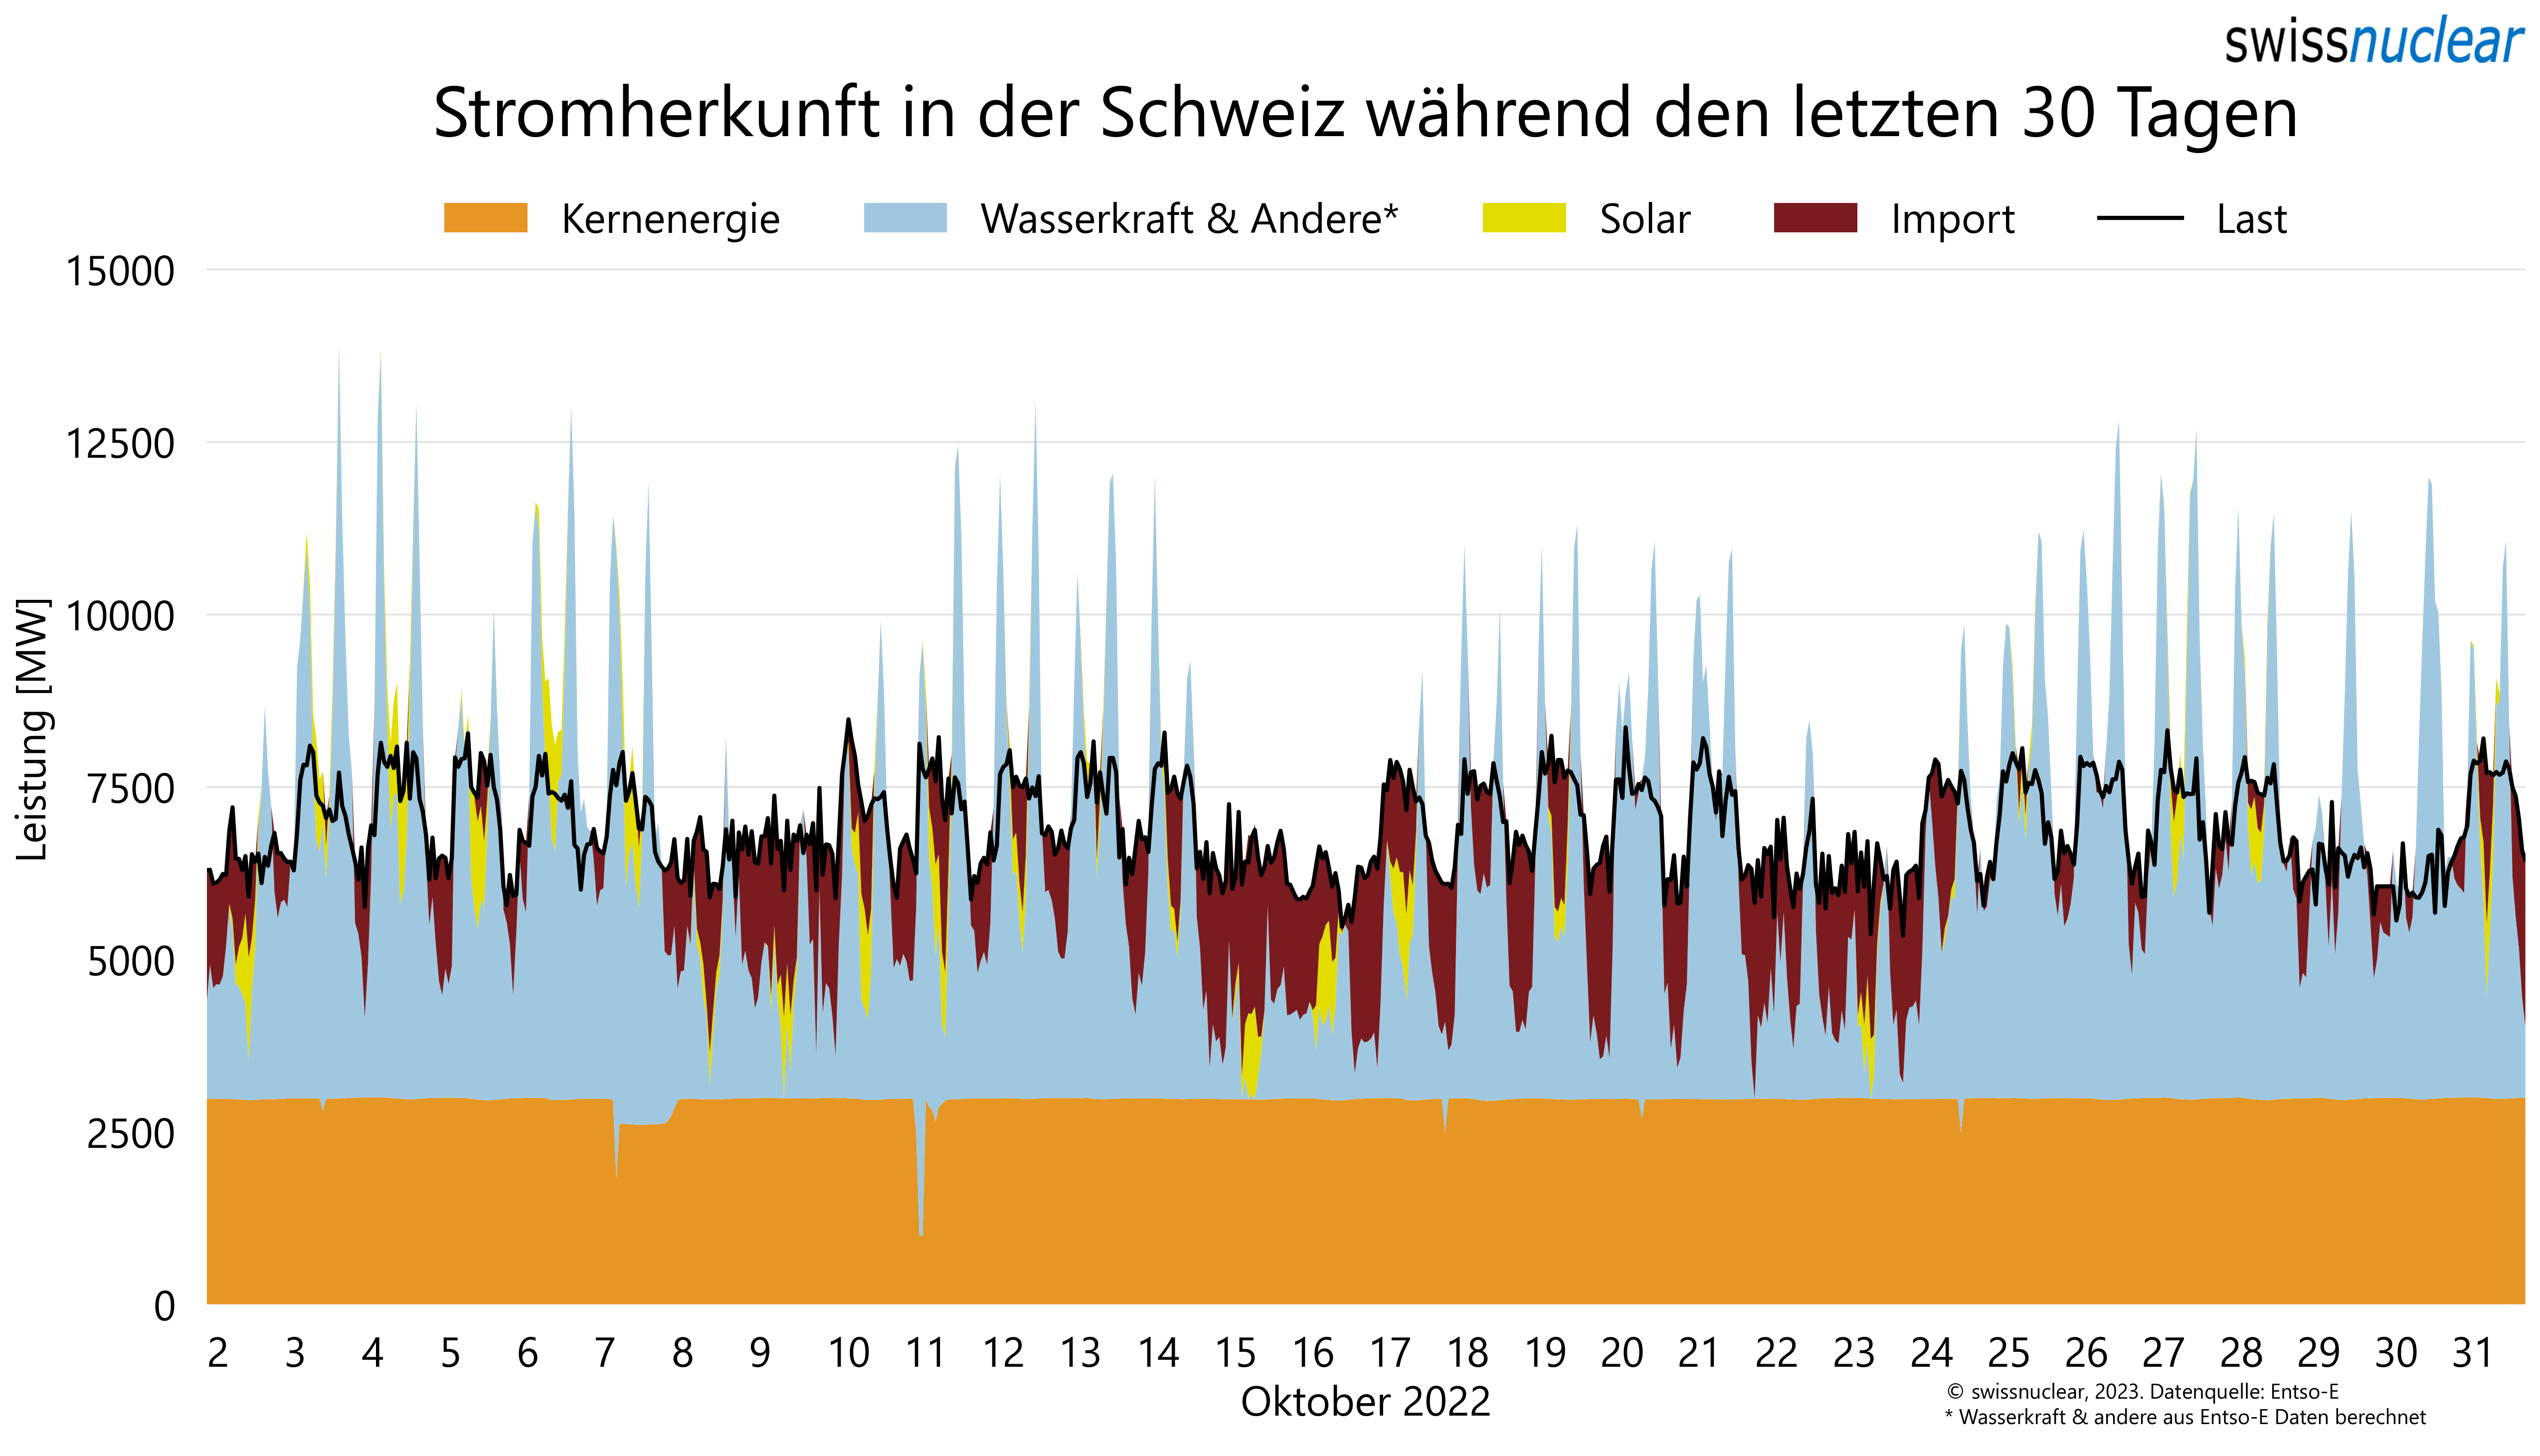 swissnuclear
Stromherkunft in der Schweiz während den letzten 30 Tagen
Kernenergie Wasserkraft & Andere* Solar Import Last
15000
12500
10000
7500
5000
2500
0
Leistung [MW]
2 3 4 5 6 7 8 9 10 11 12 13 14 15 16 17 18 19 20 21 22 23 24 25 26 27 28 29 30 31
Oktober 2022
© swissnuclear, 2023. Datenquelle: Entso-E
* Wasserkraft & andere aus Entso-E Daten berechnet